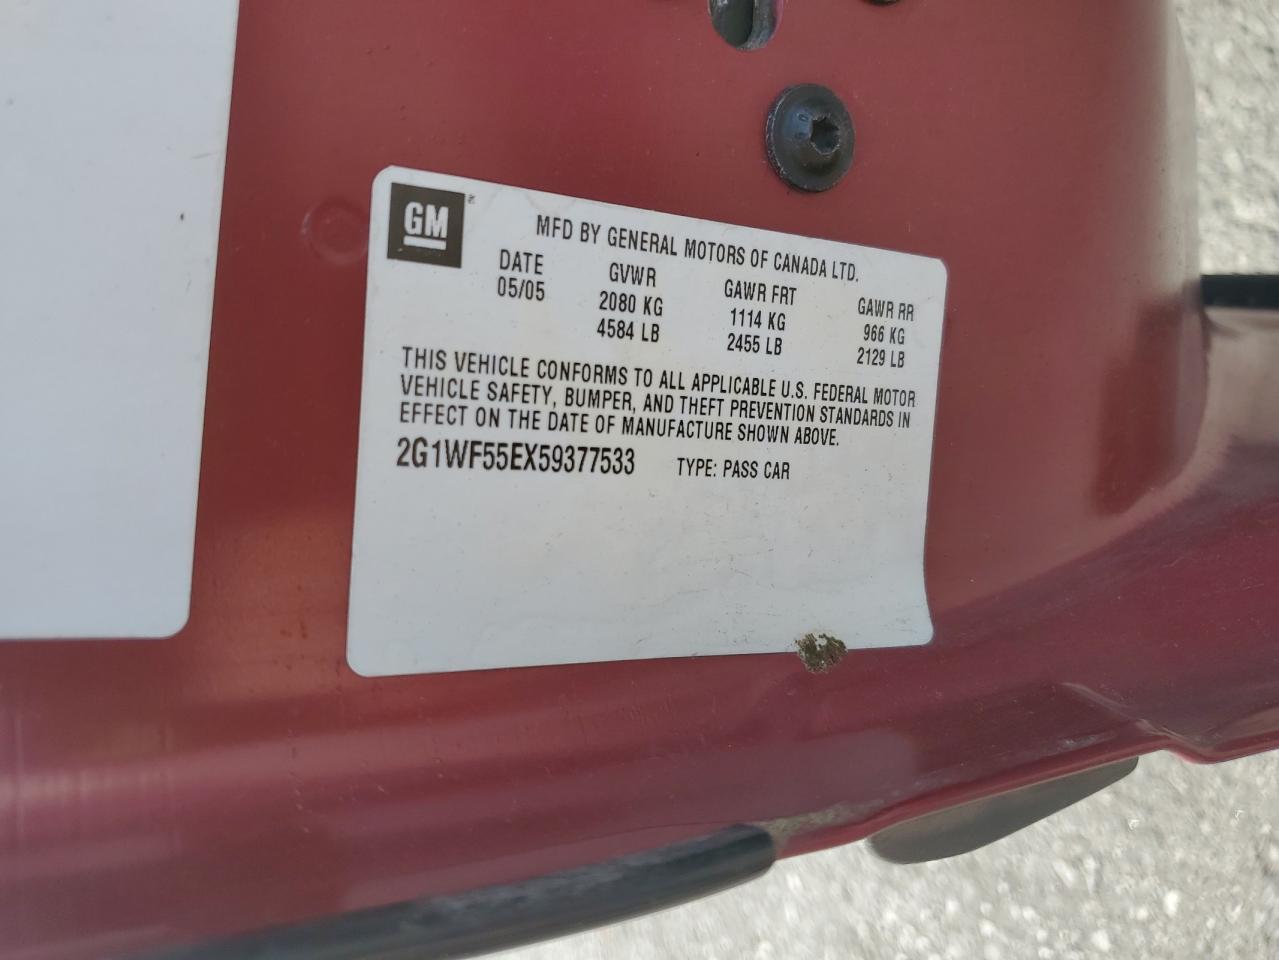 GM
MFD BY GENERAL MOTORS OF CANADA LTD.
DATE GVWR GAWR FRT GAWR RR
05/05 2080 KG 1114 KG 966 KG
4584 LB 2455 LB 2129 LB
THIS VEHICLE CONFORMS TO ALL APPLICABLE U.S. FEDERAL MOTOR
VEHICLE SAFETY, BUMPER, AND THEFT PREVENTION STANDARDS IN
EFFECT ON THE DATE OF MANUFACTURE SHOWN ABOVE.
2G1WF55EX59377533 TYPE: PASS CAR